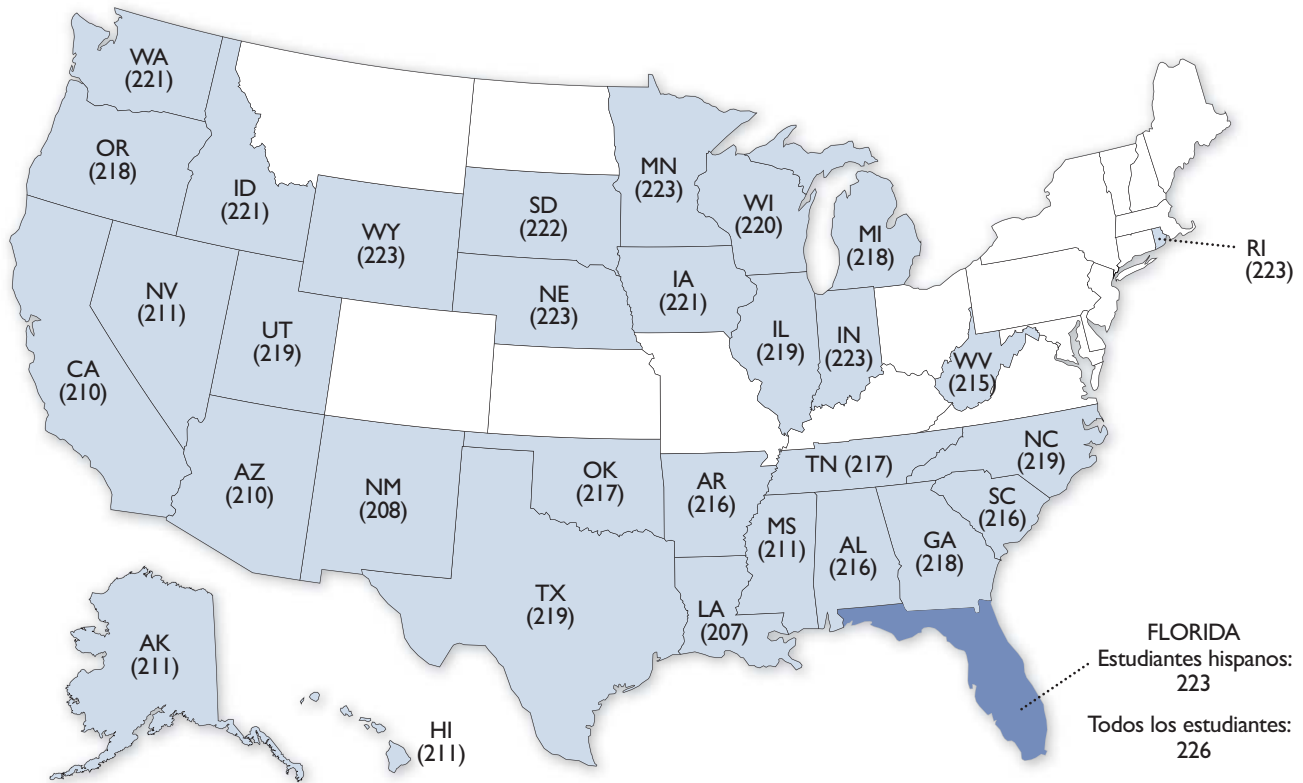 WA
(221)
OR
(218)
ID
(221)
WY
(223)
SD
(222)
MN
(223)
WI
(220)
MI
(218)
RI
(223)
NV
(211)
UT
(219)
CA
(210)
NE
(223)
IA
(221)
IL
(219)
IN
(223)
WV
(215)
AZ
(210)
NM
(208)
OK
(217)
AR
(216)
TN (217)
NC
(219)
SC
(216)
MS
(211)
AL
(216)
GA
(218)
TX
(219)
LA
(207)
AK
(211)
HI
(211)
FLORIDA
Estudiantes hispanos:
223
Todos los estudiantes:
226